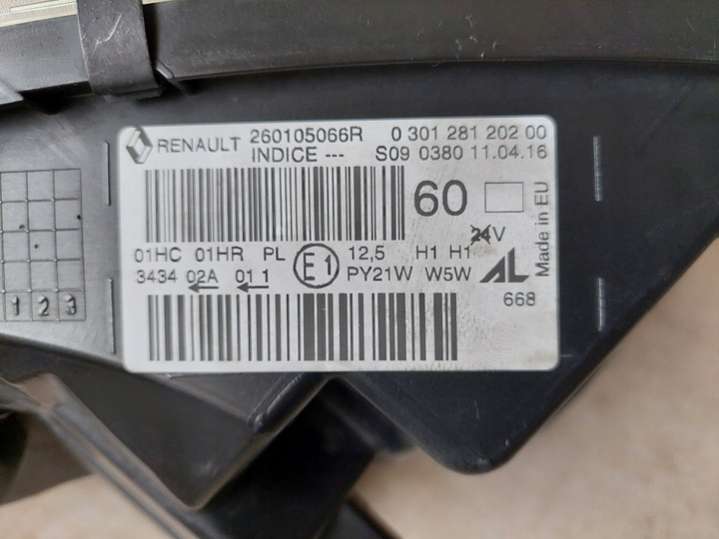 RENAULT 260105066R 0 301 281 202 00
INDICE --- S09 0380 11.04.16
60
Made in EU
24V
01HC 01HR PL E1 12,5 H1 H1
3434 02A 01 1 PY21W W5W AL
668
1 2 3